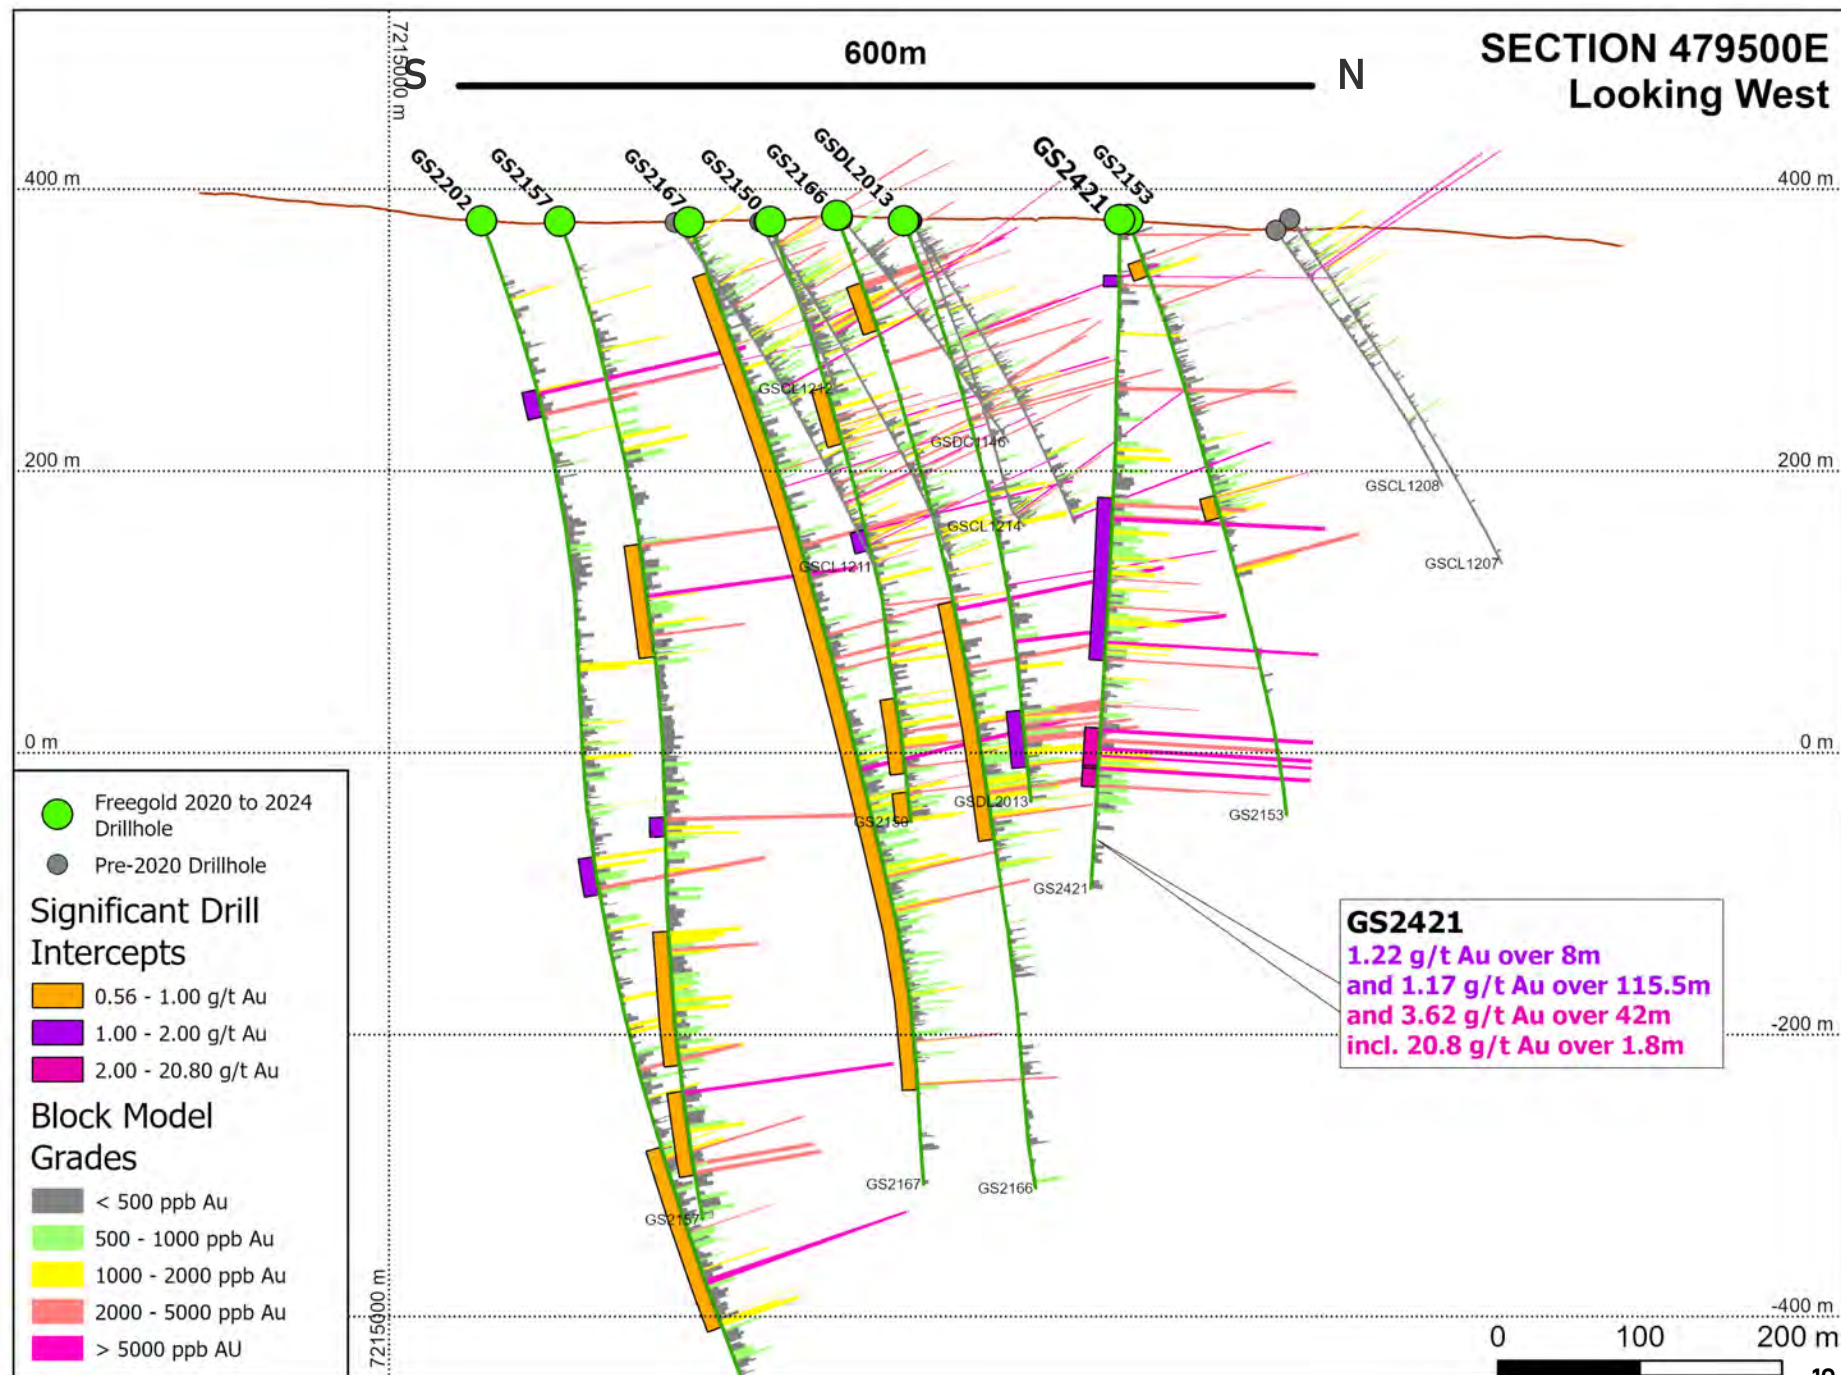 SECTION 479500E
Looking West
600m
S
N
7215000 m
GS2202
GS2157
GS2167
GS2150
GS2166
GSDL2013
GS2421
GS2153
400 m
400 m
GSCL1212
GSDC1146
200 m
200 m
GSCL1208
GSCL1214
GSCL1211
GSCL1207
0 m
0 m
GSDL2013
GS2150
GS2153
GS2421
-200 m
GS2167
GS2166
GS2157
-400 m
7215000 m
GS2421
1.22 g/t Au over 8m
and 1.17 g/t Au over 115.5m
and 3.62 g/t Au over 42m
incl. 20.8 g/t Au over 1.8m
Freegold 2020 to 2024
Drillhole
Pre-2020 Drillhole
Significant Drill
Intercepts
0.56 - 1.00 g/t Au
1.00 - 2.00 g/t Au
2.00 - 20.80 g/t Au
Block Model
Grades
< 500 ppb Au
500 - 1000 ppb Au
1000 - 2000 ppb Au
2000 - 5000 ppb Au
> 5000 ppb AU
0 100 200 m